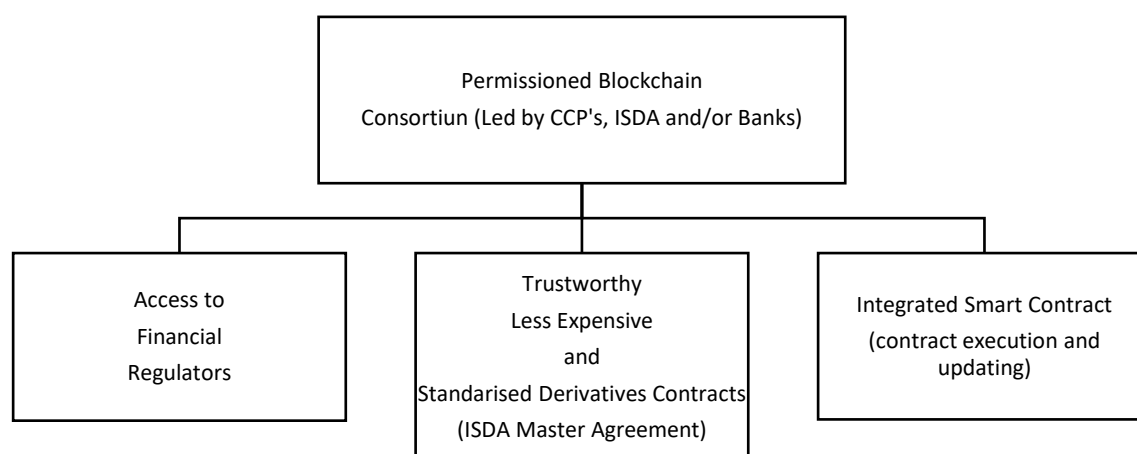 Permissioned Blockchain
Consortiun (Led by CCP's, ISDA and/or Banks)
Access to
Financial
Regulators
Trustworthy
Less Expensive
and
Standarised Derivatives Contracts
(ISDA Master Agreement)
Integrated Smart Contract
(contract execution and
updating)